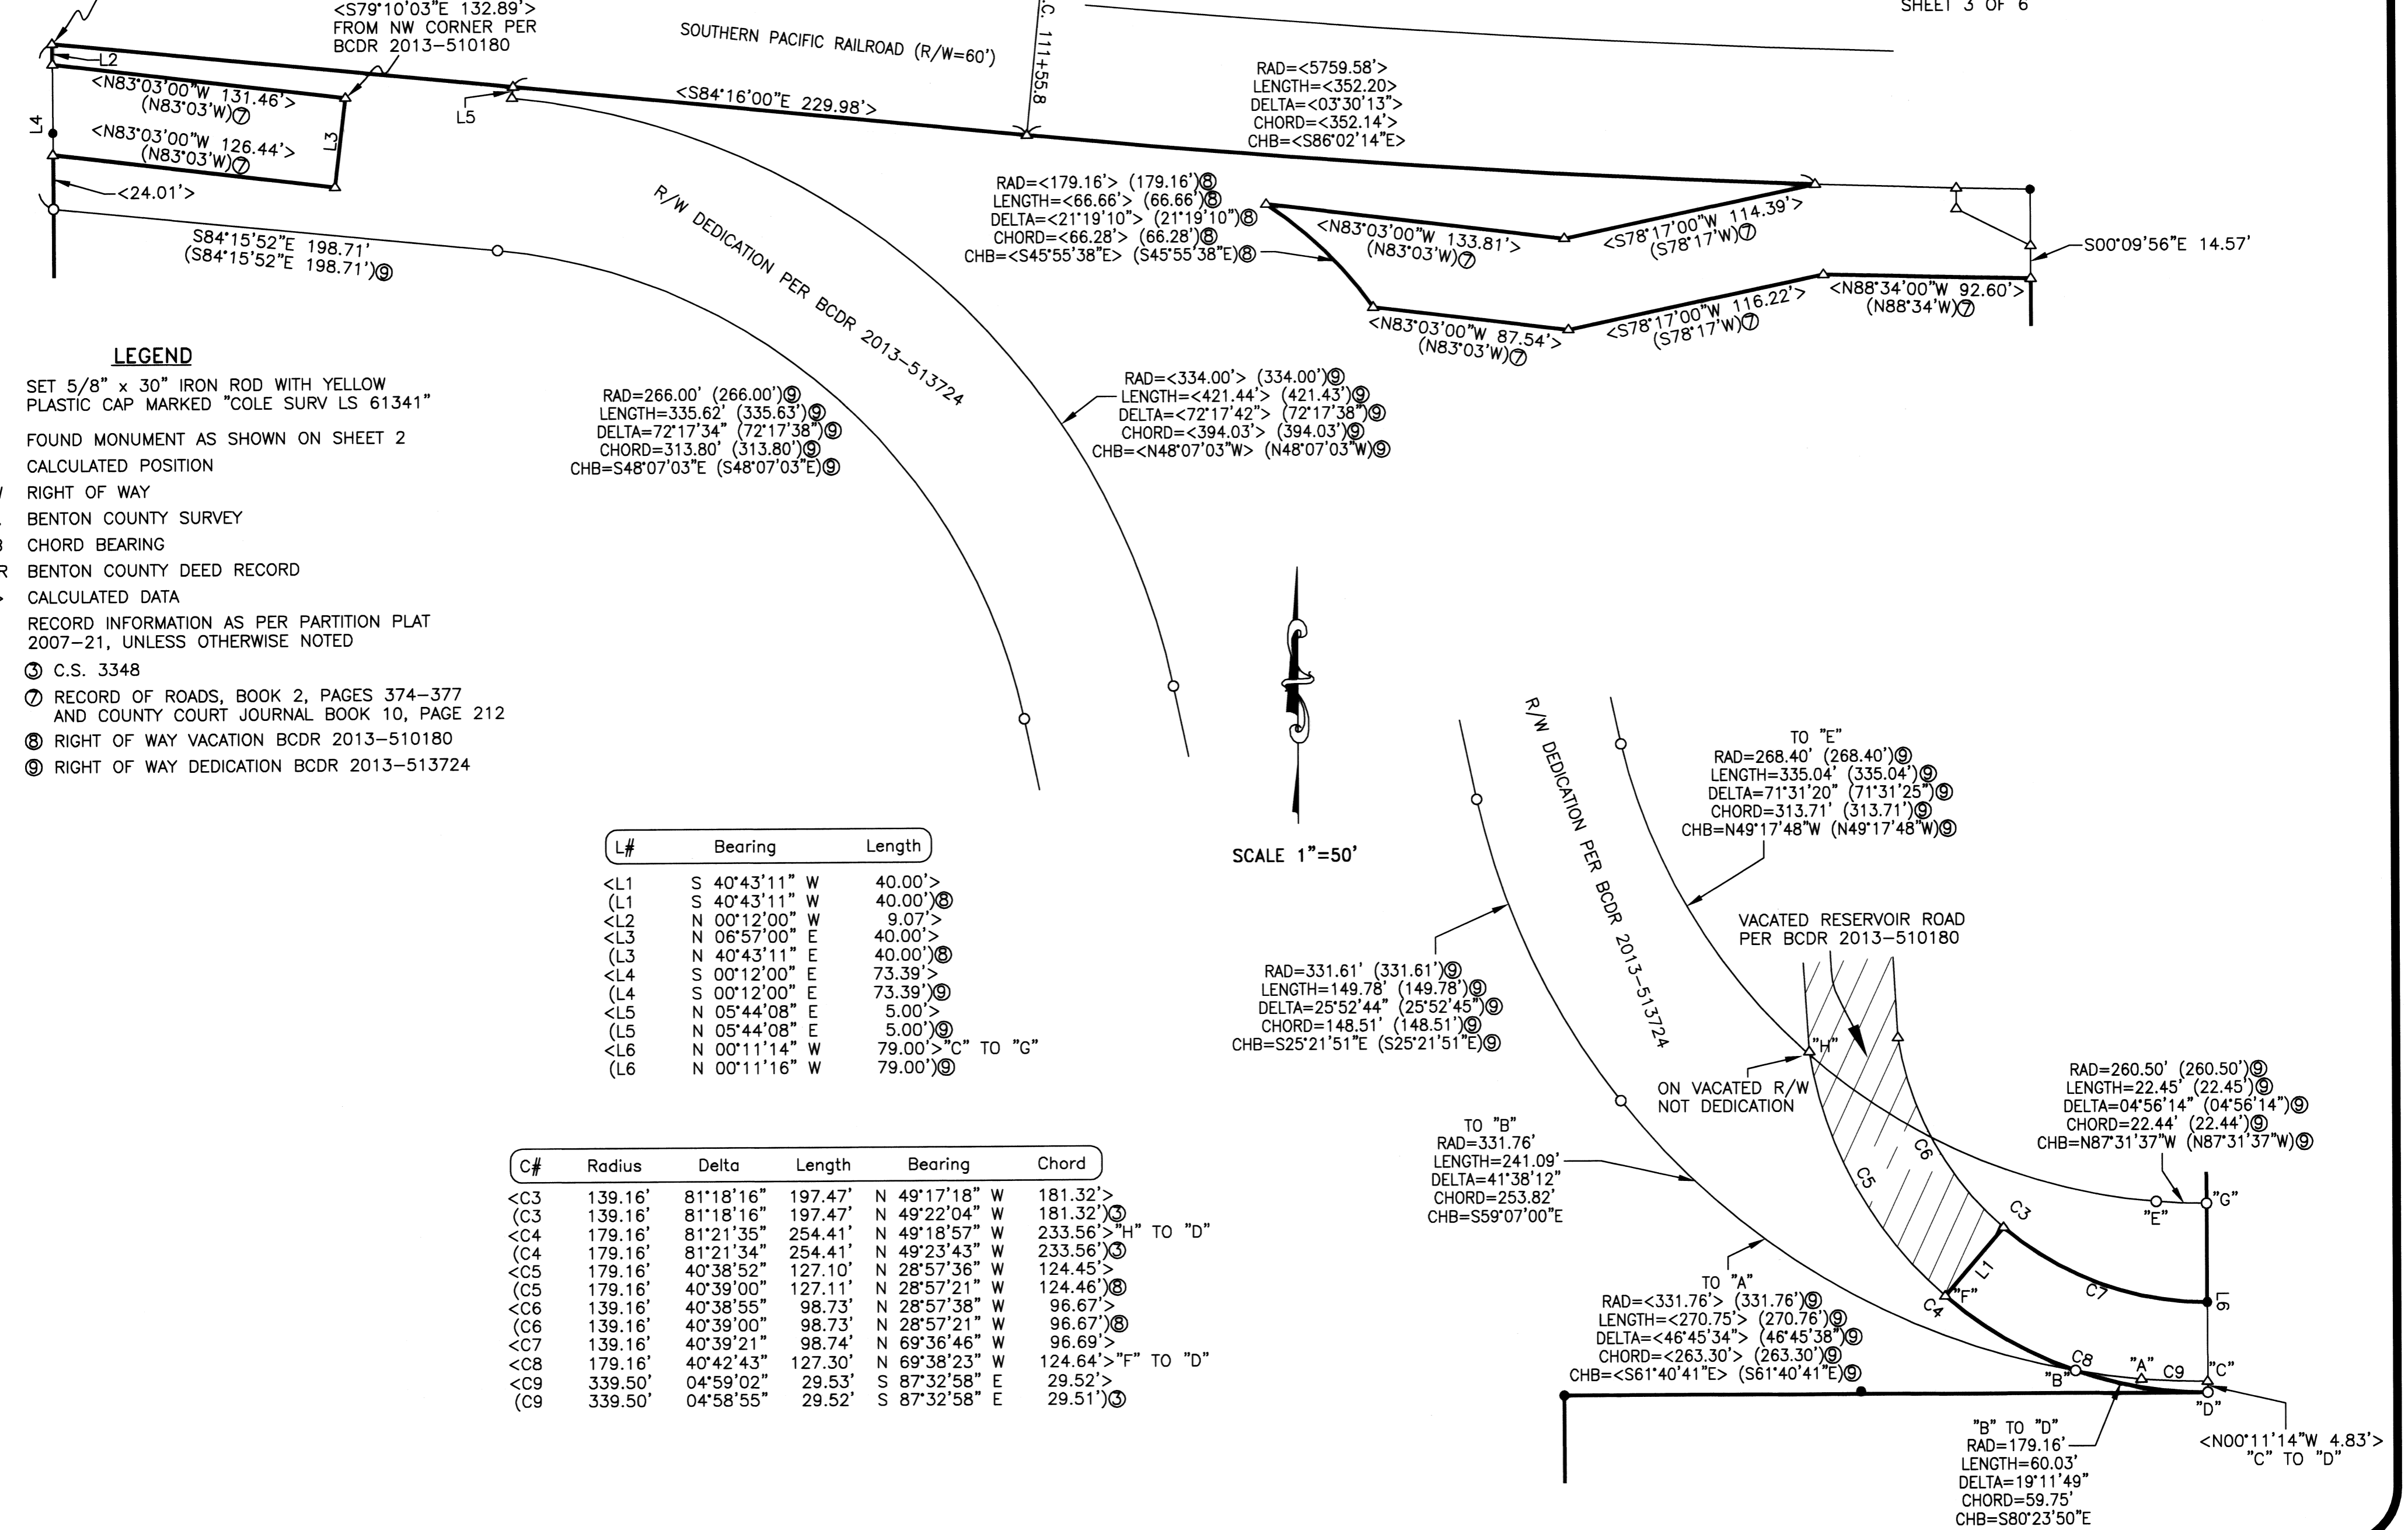 SHEET 3 OF 6
<S79°10'03"E 132.89'>
FROM NW CORNER PER
BCDR 2013-510180
SOUTHERN PACIFIC RAILROAD (R/W=60')
.C. 111+55.8
L2
<N83°03'00"W 131.46'>
(N83°03'W)⑦
L4
L3
<N83°03'00"W 126.44'>
(N83°03'W)⑦
<24.01'>
L5
<S84°16'00"E 229.98'>
RAD=<5759.58'>
LENGTH=<352.20>
DELTA=<03°30'13">
CHORD=<352.14'>
CHB=<S86°02'14"E>
S84°15'52"E 198.71'
(S84°15'52"E 198.71')⑨
R/W DEDICATION PER BCDR 2013-513724
RAD=<179.16'> (179.16')⑧
LENGTH=<66.66'> (66.66')⑧
DELTA=<21°19'10"> (21°19'10")⑧
CHORD=<66.28'> (66.28')⑧
CHB=<S45°55'38"E> (S45°55'38"E)⑧
<N83°03'00"W 133.81'>
(N83°03'W)⑦
<S78°17'00"W 114.39'>
(S78°17'W)⑦
S00°09'56"E 14.57'
<N83°03'00"W 87.54'>
(N83°03'W)⑦
<S78°17'00"W 116.22'>
(S78°17'W)⑦
<N88°34'00"W 92.60'>
(N88°34'W)⑦
LEGEND
SET 5/8" x 30" IRON ROD WITH YELLOW
PLASTIC CAP MARKED "COLE SURV LS 61341"
FOUND MONUMENT AS SHOWN ON SHEET 2
CALCULATED POSITION
RIGHT OF WAY
BENTON COUNTY SURVEY
CHORD BEARING
R BENTON COUNTY DEED RECORD
> CALCULATED DATA
RECORD INFORMATION AS PER PARTITION PLAT
2007-21, UNLESS OTHERWISE NOTED
③ C.S. 3348
⑦ RECORD OF ROADS, BOOK 2, PAGES 374-377
AND COUNTY COURT JOURNAL BOOK 10, PAGE 212
⑧ RIGHT OF WAY VACATION BCDR 2013-510180
⑨ RIGHT OF WAY DEDICATION BCDR 2013-513724
RAD=266.00' (266.00')⑨
LENGTH=335.62' (335.63')⑨
DELTA=72°17'34" (72°17'38")⑨
CHORD=313.80' (313.80')⑨
CHB=S48°07'03"E (S48°07'03"E)⑨
RAD=<334.00'> (334.00')⑨
LENGTH=<421.44'> (421.43')⑨
DELTA=<72°17'42"> (72°17'38")⑨
CHORD=<394.03'> (394.03')⑨
CHB=<N48°07'03"W> (N48°07'03"W)⑨
SCALE 1"=50'
L# Bearing Length
<L1 S 40°43'11" W 40.00'>
(L1 S 40°43'11" W 40.00')⑧
<L2 N 00°12'00" W 9.07'>
<L3 N 06°57'00" E 40.00'>
(L3 N 40°43'11" E 40.00')⑧
<L4 S 00°12'00" E 73.39'>
(L4 S 00°12'00" E 73.39')⑨
<L5 N 05°44'08" E 5.00'>
(L5 N 05°44'08" E 5.00')⑨
<L6 N 00°11'14" W 79.00'>"C" TO "G"
(L6 N 00°11'16" W 79.00')⑨
C# Radius Delta Length Bearing Chord
<C3 139.16' 81°18'16" 197.47' N 49°17'18" W 181.32'>
(C3 139.16' 81°18'16" 197.47' N 49°22'04" W 181.32')③
<C4 179.16' 81°21'35" 254.41' N 49°18'57" W 233.56'>"H" TO "D"
(C4 179.16' 81°21'34" 254.41' N 49°23'43" W 233.56')③
<C5 179.16' 40°38'52" 127.10' N 28°57'36" W 124.45'>
(C5 179.16' 40°39'00" 127.11' N 28°57'21" W 124.46')⑧
<C6 139.16' 40°38'55" 98.73' N 28°57'38" W 96.67'>
(C6 139.16' 40°39'00" 98.73' N 28°57'21" W 96.67')⑧
<C7 139.16' 40°39'21" 98.74' N 69°36'46" W 96.69'>
<C8 179.16' 40°42'43" 127.30' N 69°38'23" W 124.64'>"F" TO "D"
<C9 339.50' 04°59'02" 29.53' S 87°32'58" E 29.52'>
(C9 339.50' 04°58'55" 29.52' S 87°32'58" E 29.51')③
R/W DEDICATION PER BCDR 2013-513724
TO "E"
RAD=268.40' (268.40')⑨
LENGTH=335.04' (335.04')⑨
DELTA=71°31'20" (71°31'25")⑨
CHORD=313.71' (313.71')⑨
CHB=N49°17'48"W (N49°17'48"W)⑨
VACATED RESERVOIR ROAD
PER BCDR 2013-510180
RAD=331.61' (331.61')⑨
LENGTH=149.78' (149.78')⑨
DELTA=25°52'44" (25°52'45")⑨
CHORD=148.51' (148.51')⑨
CHB=S25°21'51"E (S25°21'51"E)⑨
"H"
ON VACATED R/W
NOT DEDICATION
RAD=260.50' (260.50')⑨
LENGTH=22.45' (22.45')⑨
DELTA=04°56'14" (04°56'14")⑨
CHORD=22.44' (22.44')⑨
CHB=N87°31'37"W (N87°31'37"W)⑨
TO "B"
RAD=331.76'
LENGTH=241.09'
DELTA=41°38'12"
CHORD=253.82'
CHB=S59°07'00"E
C6
C5
C3
"E"
"G"
L1
"F"
C4
C7
L6
TO "A"
RAD=<331.76'> (331.76')⑨
LENGTH=<270.75'> (270.76')⑨
DELTA=<46°45'34"> (46°45'38")⑨
CHORD=<263.30'> (263.30')⑨
CHB=<S61°40'41"E> (S61°40'41"E)⑨
C8
"B"
"A"
C9
"C"
"D"
"B" TO "D"
RAD=179.16'
LENGTH=60.03'
DELTA=19°11'49"
CHORD=59.75'
CHB=S80°23'50"E
<N00°11'14"W 4.83'>
"C" TO "D"